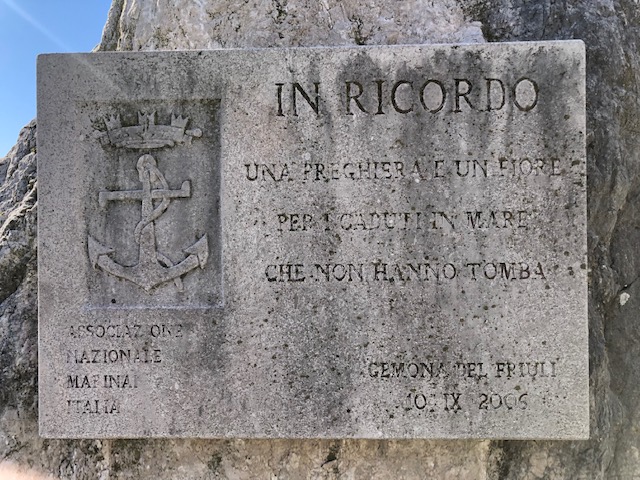 IN RICORDO
UNA PREGHIERA E UN FIORE
PER I CADUTI IN MARE
CHE NON HANNO TOMBA
ASSOCIAZIONE
NAZIONALE
MARINAI
ITALIA
GEMONA DEL FRIULI
10 IX 2006